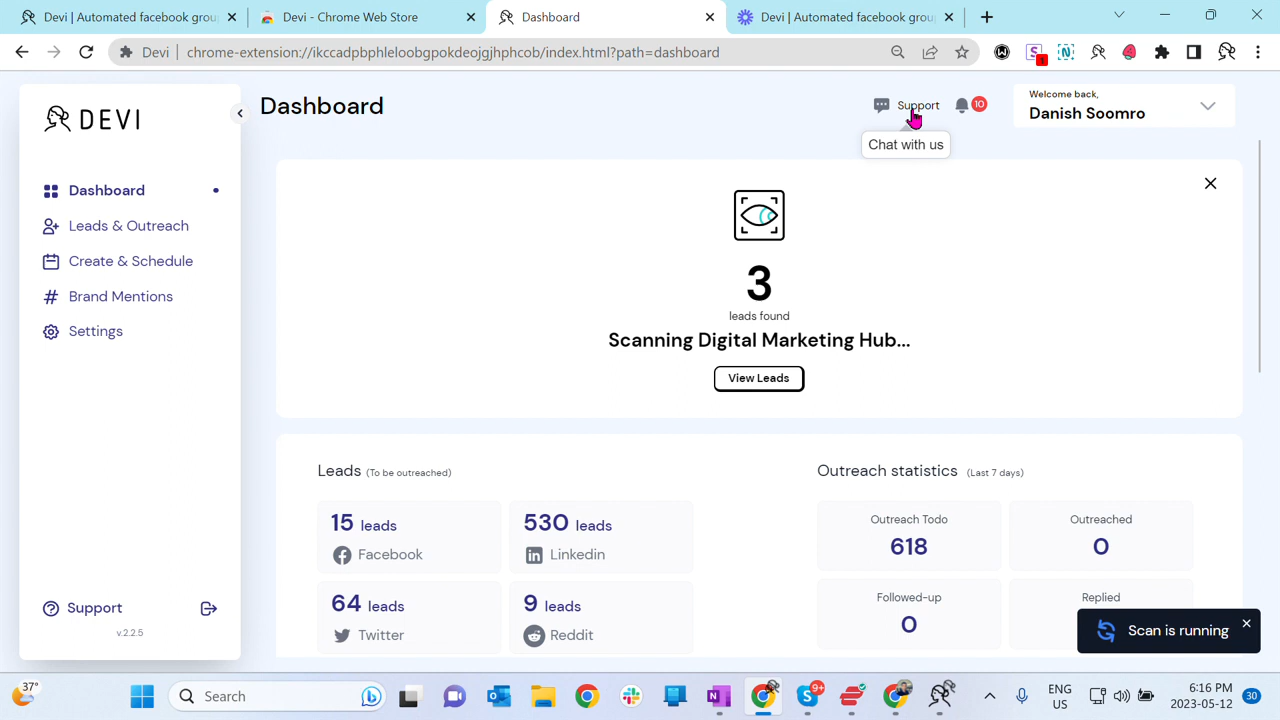 Devi | Automated facebook grou
Devi - Chrome Web Store
Dashboard
Devi | Automated facebook group
Devi | chrome-extension://ikccadpbphleloobgpokdeojgjhphcob/index.html?path=dashboard
DEVI
Dashboard
Support
10
Welcome back,
Danish Soomro
Chat with us
Dashboard
Leads & Outreach
Create & Schedule
Brand Mentions
Settings
3
leads found
Scanning Digital Marketing Hub...
View Leads
Leads (To be outreached)
15 leads
Facebook
530 leads
Linkedin
64 leads
Twitter
9 leads
Reddit
Outreach statistics (Last 7 days)
Outreach Todo
618
Outreached
0
Followed-up
0
Replied
Scan is running
Support
v.2.2.5
37°
Search
9+
ENG
US
6:16 PM
2023-05-12
30